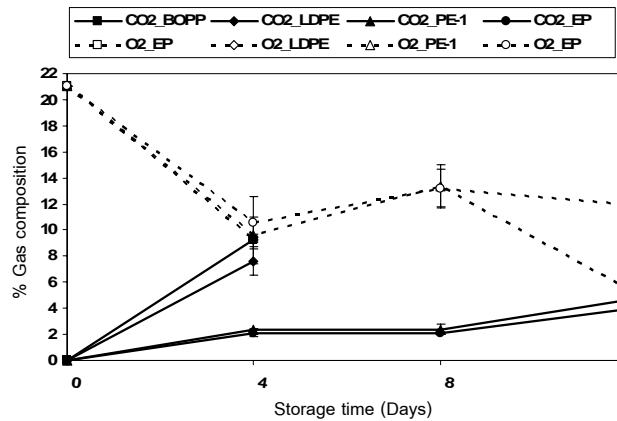 CO2_BOPP CO2_LDPE CO2_PE-1 CO2_EP
O2_EP O2_LDPE O2_PE-1 O2_EP
22
20
18
16
14
12
10
8
6
4
2
0
% Gas composition
0 4 8
Storage time (Days)